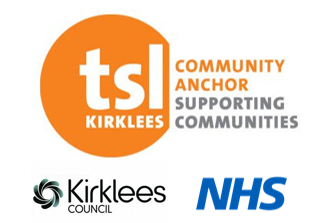 tsl
KIRKLEES
COMMUNITY
ANCHOR
SUPPORTING
COMMUNITIES
Kirklees
COUNCIL
NHS